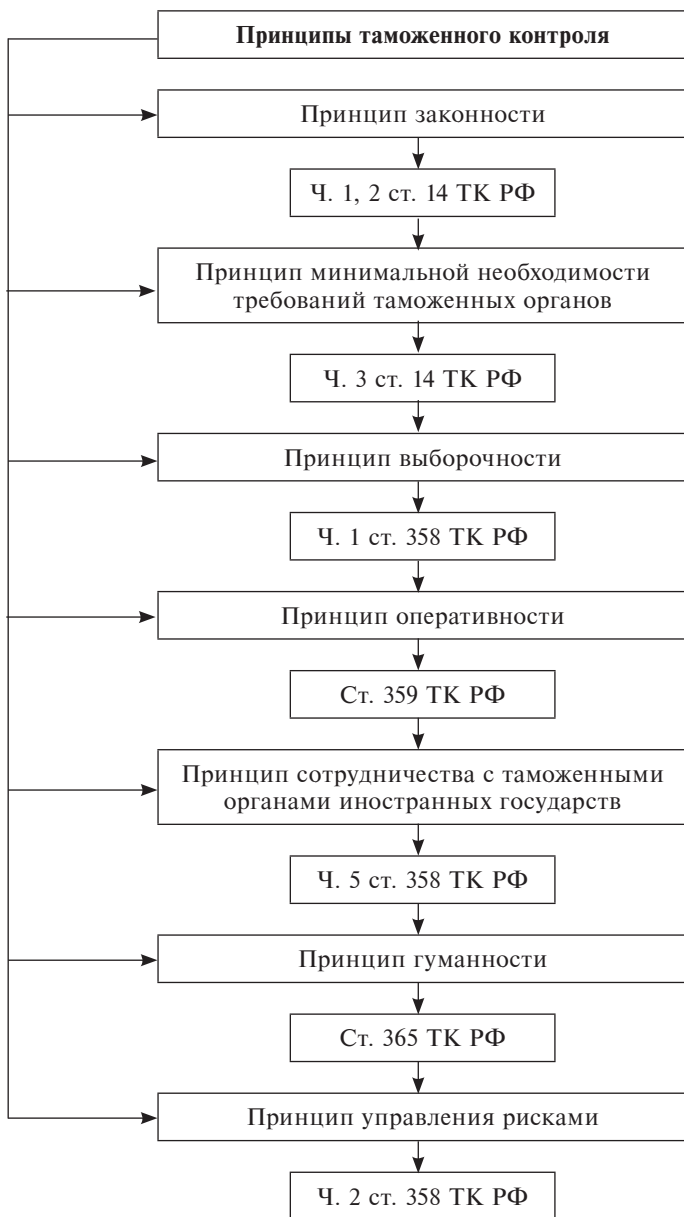 Принципы таможенного контроля
Принцип законности
Ч. 1, 2 ст. 14 ТК РФ
Принцип минимальной необходимости
требований таможенных органов
Ч. 3 ст. 14 ТК РФ
Принцип выборочности
Ч. 1 ст. 358 ТК РФ
Принцип оперативности
Ст. 359 ТК РФ
Принцип сотрудничества с таможенными
органами иностранных государств
Ч. 5 ст. 358 ТК РФ
Принцип гуманности
Ст. 365 ТК РФ
Принцип управления рисками
Ч. 2 ст. 358 ТК РФ